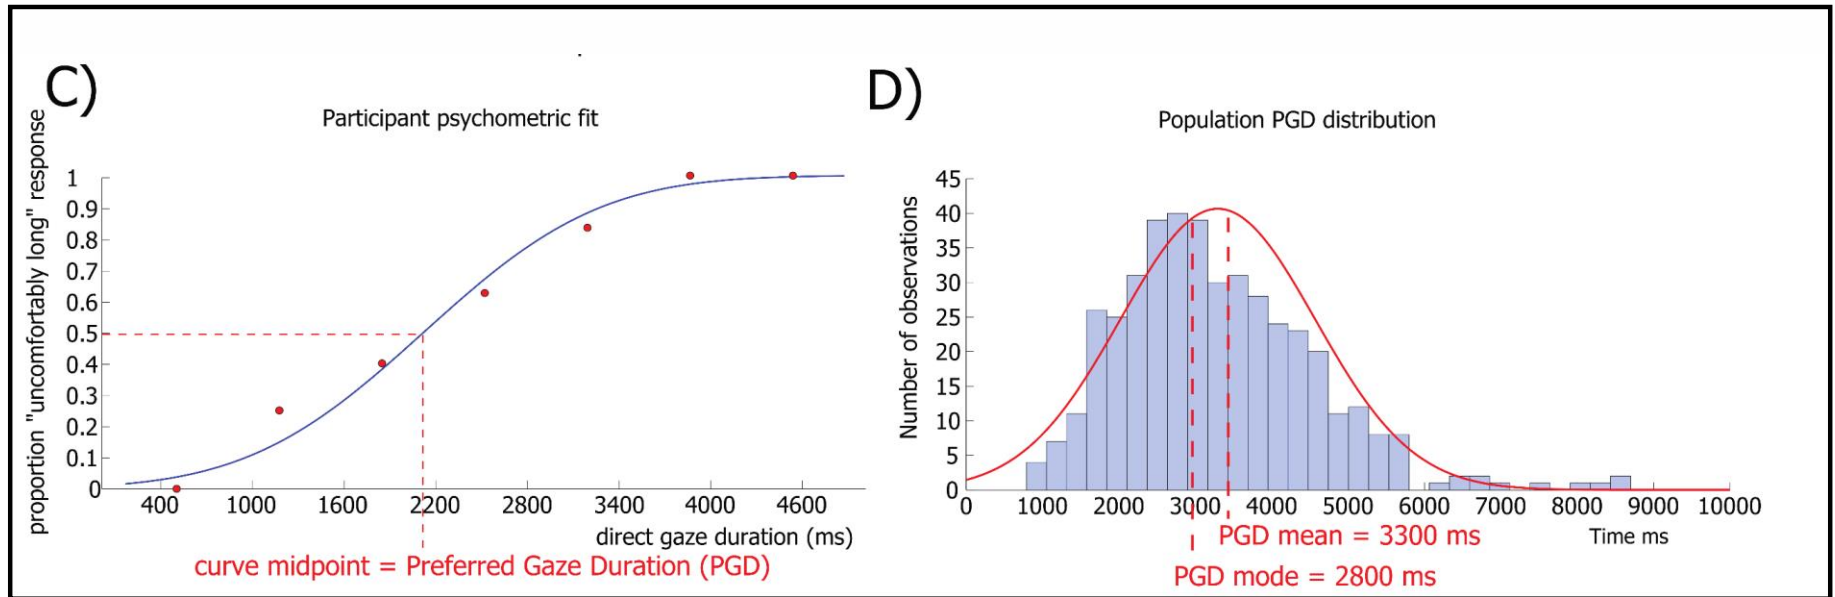 C)
Participant psychometric fit
proportion "uncomfortably long" response
1
0.9
0.8
0.7
0.6
0.5
0.4
0.3
0.2
0.1
0
400 1000 1600 2200 2800 3400 4000 4600
direct gaze duration (ms)
curve midpoint = Preferred Gaze Duration (PGD)
D)
Population PGD distribution
Number of observations
45
40
35
30
25
20
15
10
5
0
0 1000 2000 3000 4000 5000 6000 7000 8000 9000 10000
PGD mean = 3300 ms
Time ms
PGD mode = 2800 ms